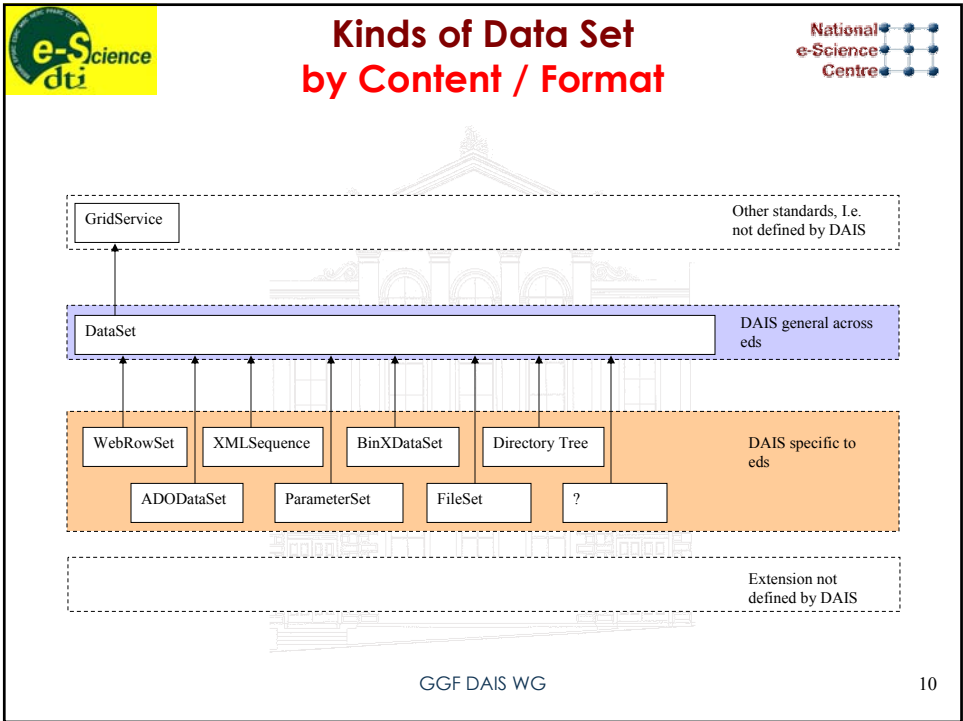 e-Science
dti
Kinds of Data Set
by Content / Format
National
e-Science
Centre
GridService
Other standards, I.e.
not defined by DAIS
DataSet
DAIS general across
eds
WebRowSet
XMLSequence
BinXDataSet
Directory Tree
DAIS specific to
eds
ADODataSet
ParameterSet
FileSet
?
Extension not
defined by DAIS
GGF DAIS WG
10